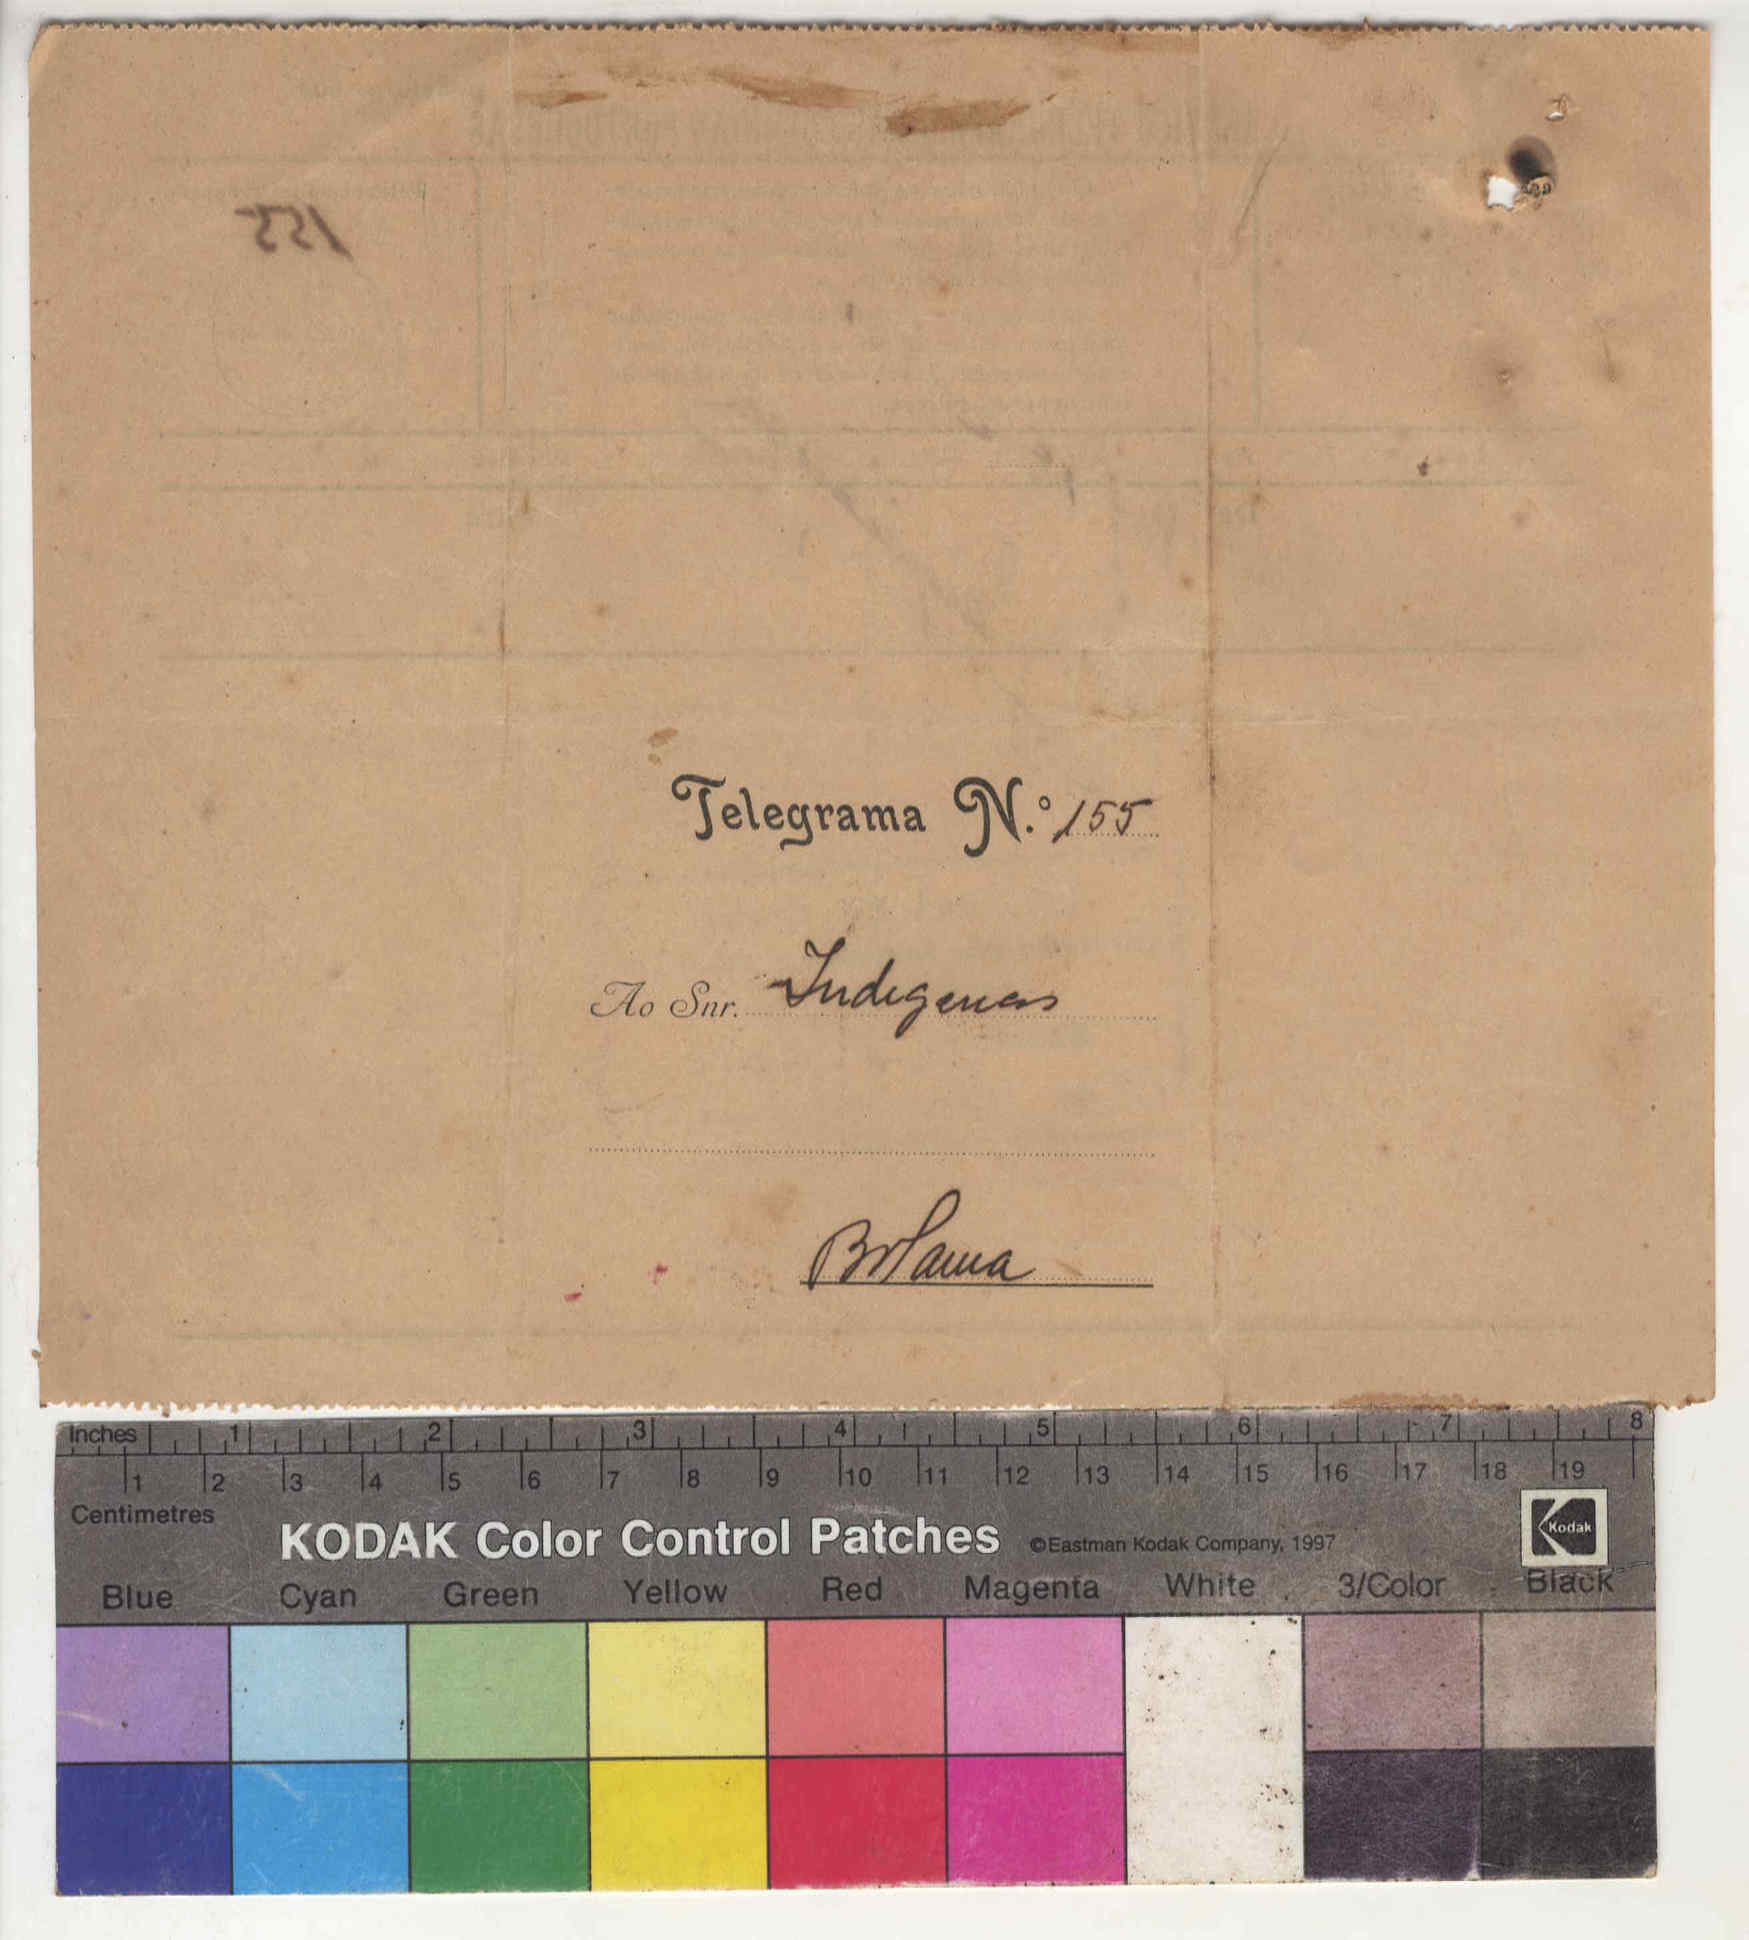 155
Telegrama N.º 155
Ao Snr. Indigenas
Bolama
Inches 1 2 3 4 5 6 7 8
1 2 3 4 5 6 7 8 9 10 11 12 13 14 15 16 17 18 19
Centimetres
KODAK Color Control Patches ©Eastman Kodak Company, 1997 Kodak
Blue Cyan Green Yellow Red Magenta White 3/Color Black